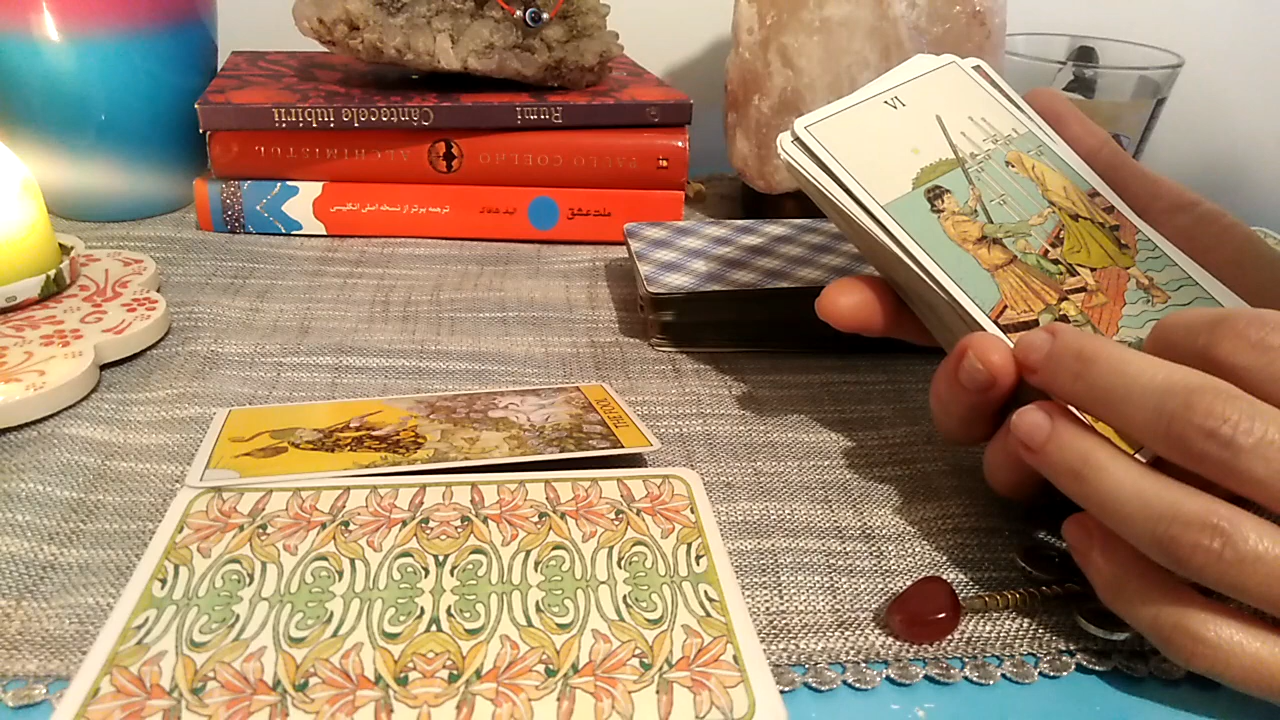 Cântecele iubirii Rumi
ALCHIMISTUL PAULO COELHO
ترجمه برتر از نسخه اصلی انگلیسی الیف شافاک ملت عشق
VI
THE FOOL